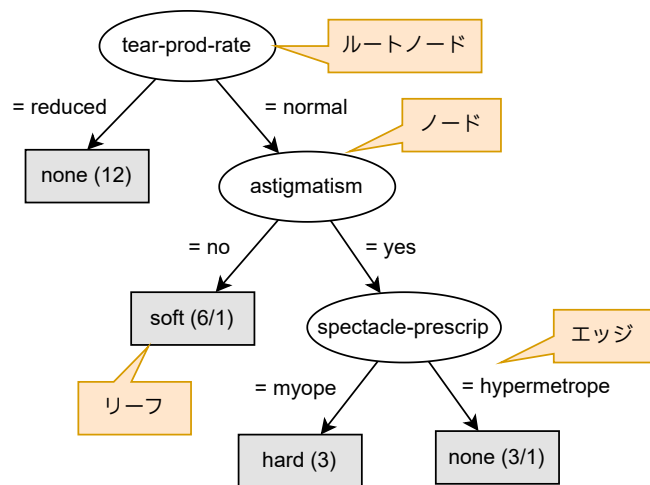 tear-prod-rate
ルートノード
= reduced
= normal
ノード
none (12)
astigmatism
= no
= yes
soft (6/1)
spectacle-prescrip
エッジ
リーフ
= myope
= hypermetrope
hard (3)
none (3/1)